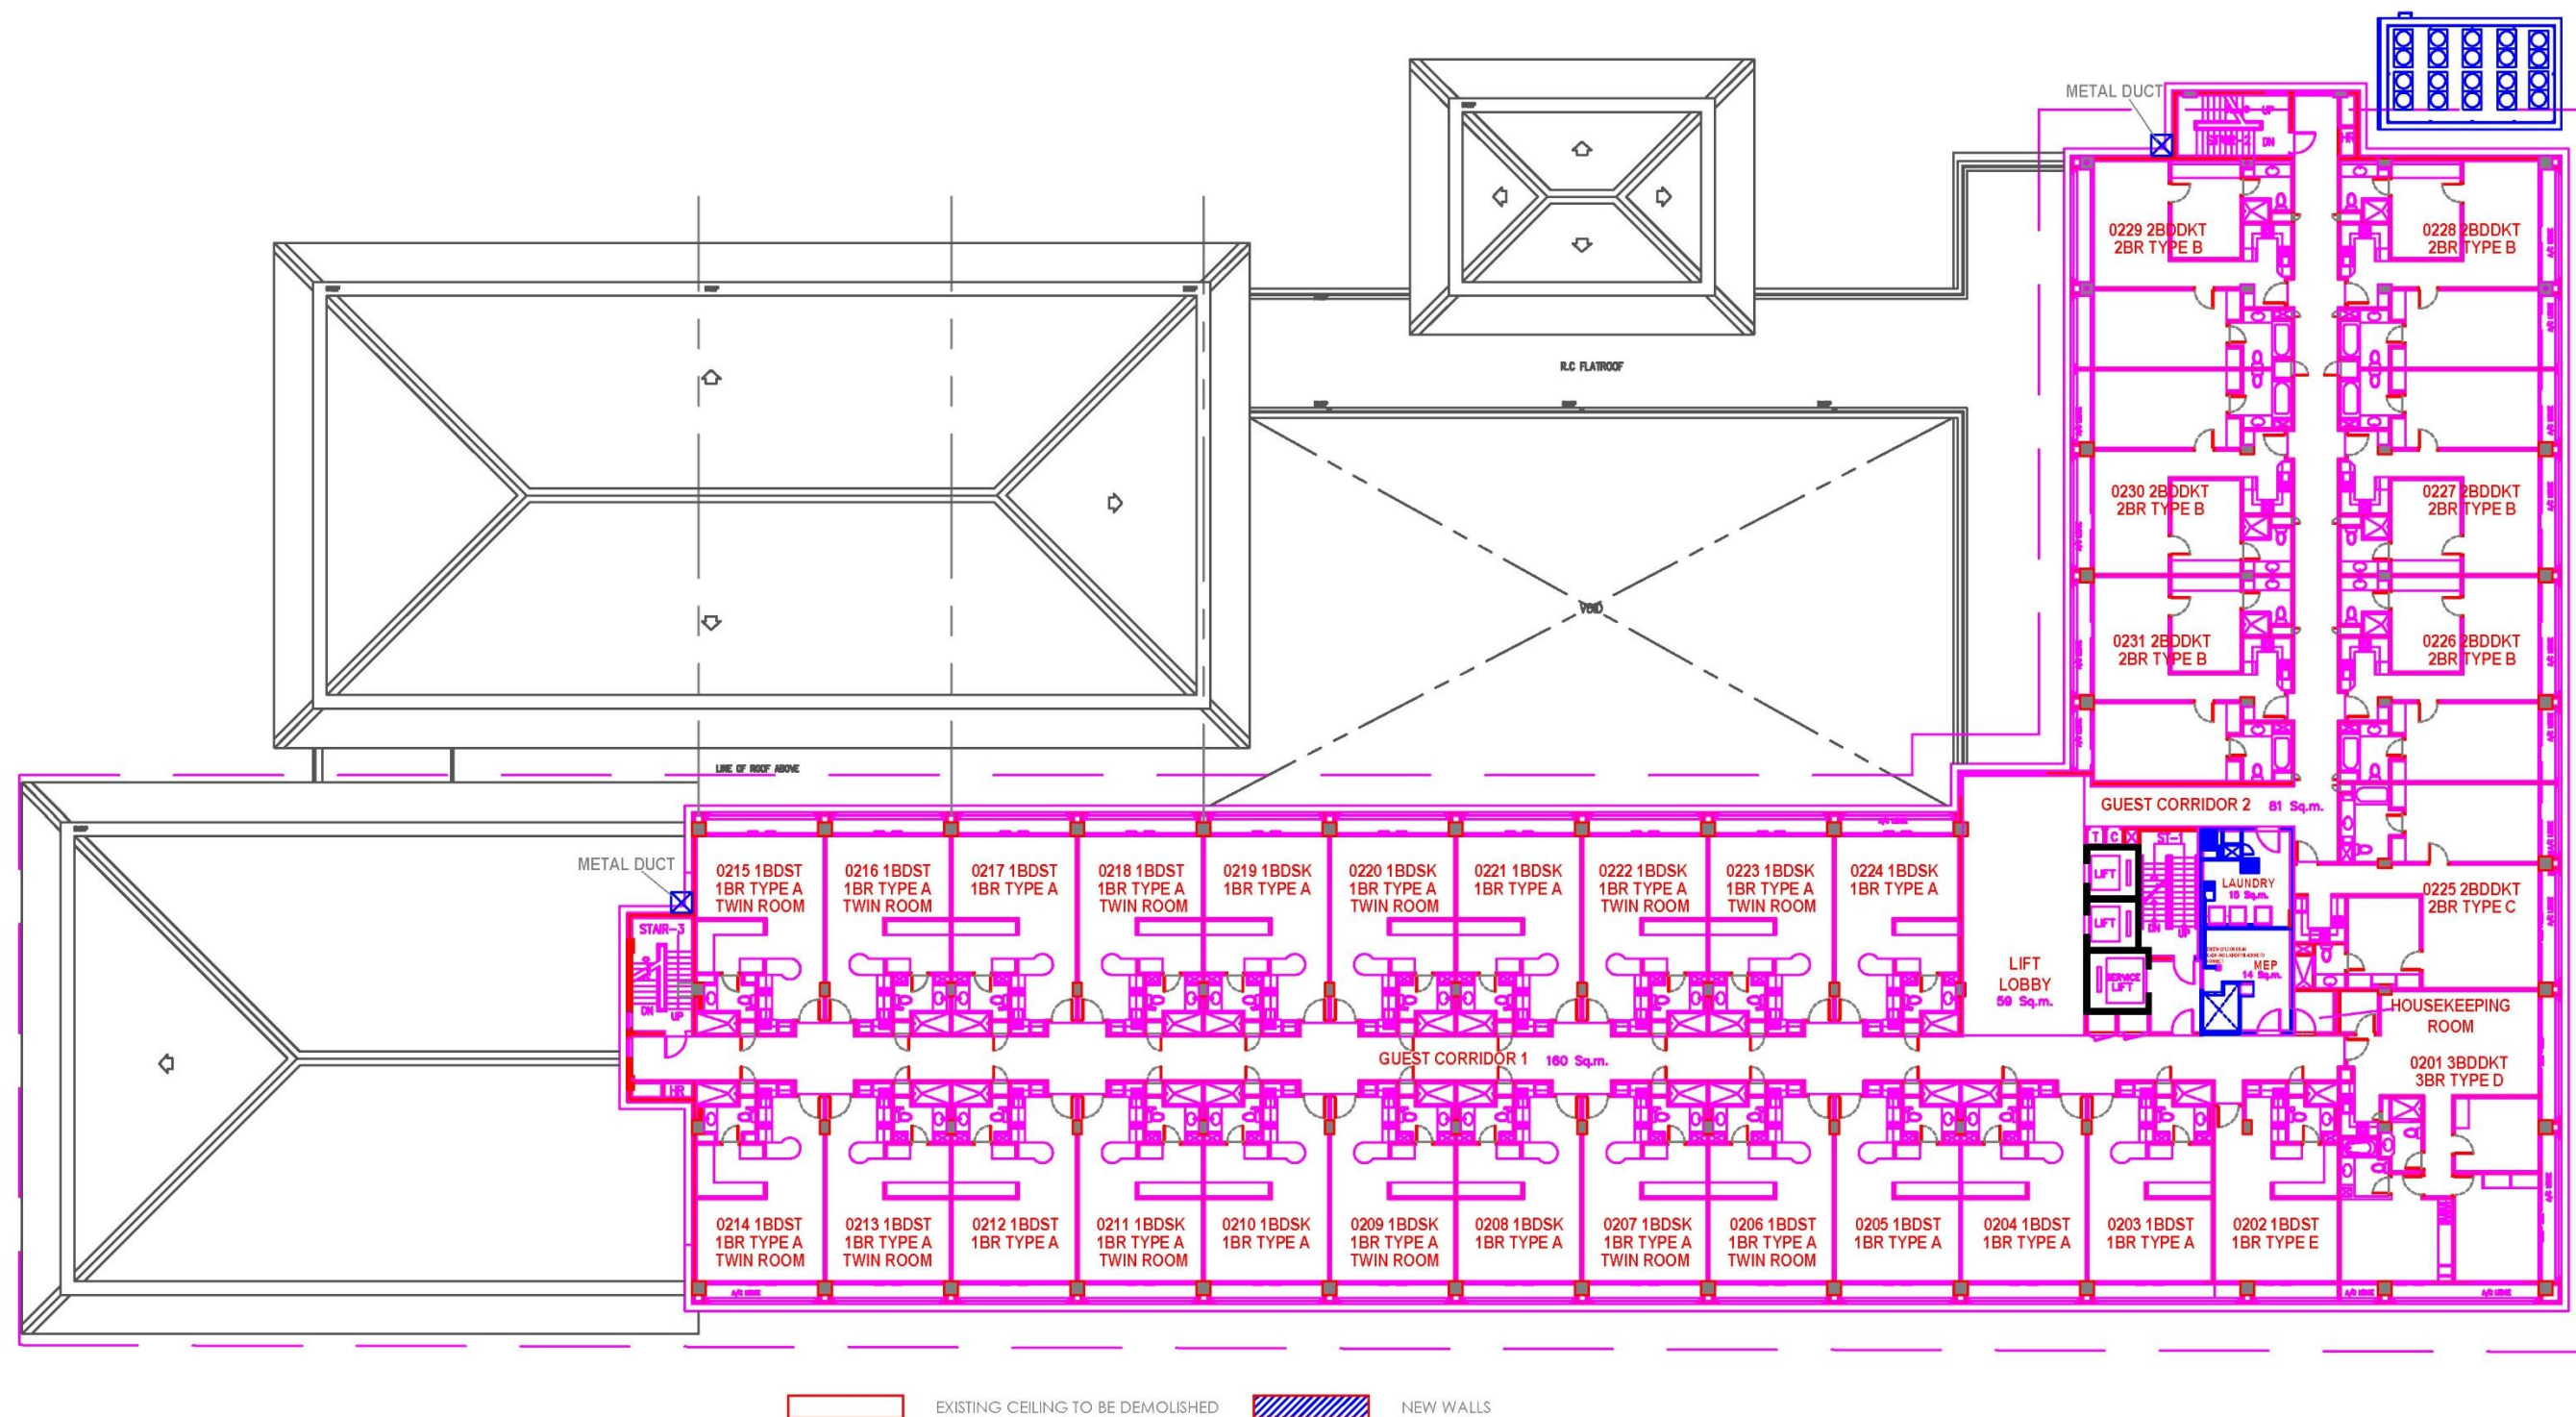 METAL DUCT
UP
STAIR-2 DN
HR
0229 2BDDKT
2BR TYPE B
0228 2BDDKT
2BR TYPE B
R.C FLATROOF
0230 2BDDKT
2BR TYPE B
0227 2BDDKT
2BR TYPE B
VOID
0231 2BDDKT
2BR TYPE B
0226 2BDDKT
2BR TYPE B
LINE OF ROOF ABOVE
GUEST CORRIDOR 2 81 Sq.m.
T C ST-1
METAL DUCT
0215 1BDST
1BR TYPE A
TWIN ROOM
0216 1BDST
1BR TYPE A
TWIN ROOM
0217 1BDST
1BR TYPE A
0218 1BDST
1BR TYPE A
TWIN ROOM
0219 1BDSK
1BR TYPE A
0220 1BDSK
1BR TYPE A
TWIN ROOM
0221 1BDSK
1BR TYPE A
0222 1BDSK
1BR TYPE A
TWIN ROOM
0223 1BDSK
1BR TYPE A
TWIN ROOM
0224 1BDSK
1BR TYPE A
LIFT
LAUNDRY
15 Sq.m.
0225 2BDDKT
2BR TYPE C
LIFT
DN UP
STAIR-3
DN UP
LIFT
LOBBY
59 Sq.m.
SERVICE
LIFT
MEP
14 Sq.m.
HOUSEKEEPING
ROOM
GUEST CORRIDOR 1 160 Sq.m.
0201 3BDDKT
3BR TYPE D
HR
0214 1BDST
1BR TYPE A
TWIN ROOM
0213 1BDST
1BR TYPE A
TWIN ROOM
0212 1BDST
1BR TYPE A
0211 1BDSK
1BR TYPE A
TWIN ROOM
0210 1BDSK
1BR TYPE A
0209 1BDSK
1BR TYPE A
TWIN ROOM
0208 1BDSK
1BR TYPE A
0207 1BDSK
1BR TYPE A
TWIN ROOM
0206 1BDST
1BR TYPE A
TWIN ROOM
0205 1BDST
1BR TYPE A
0204 1BDST
1BR TYPE A
0203 1BDST
1BR TYPE A
0202 1BDST
1BR TYPE E
EXISTING CEILING TO BE DEMOLISHED
NEW WALLS